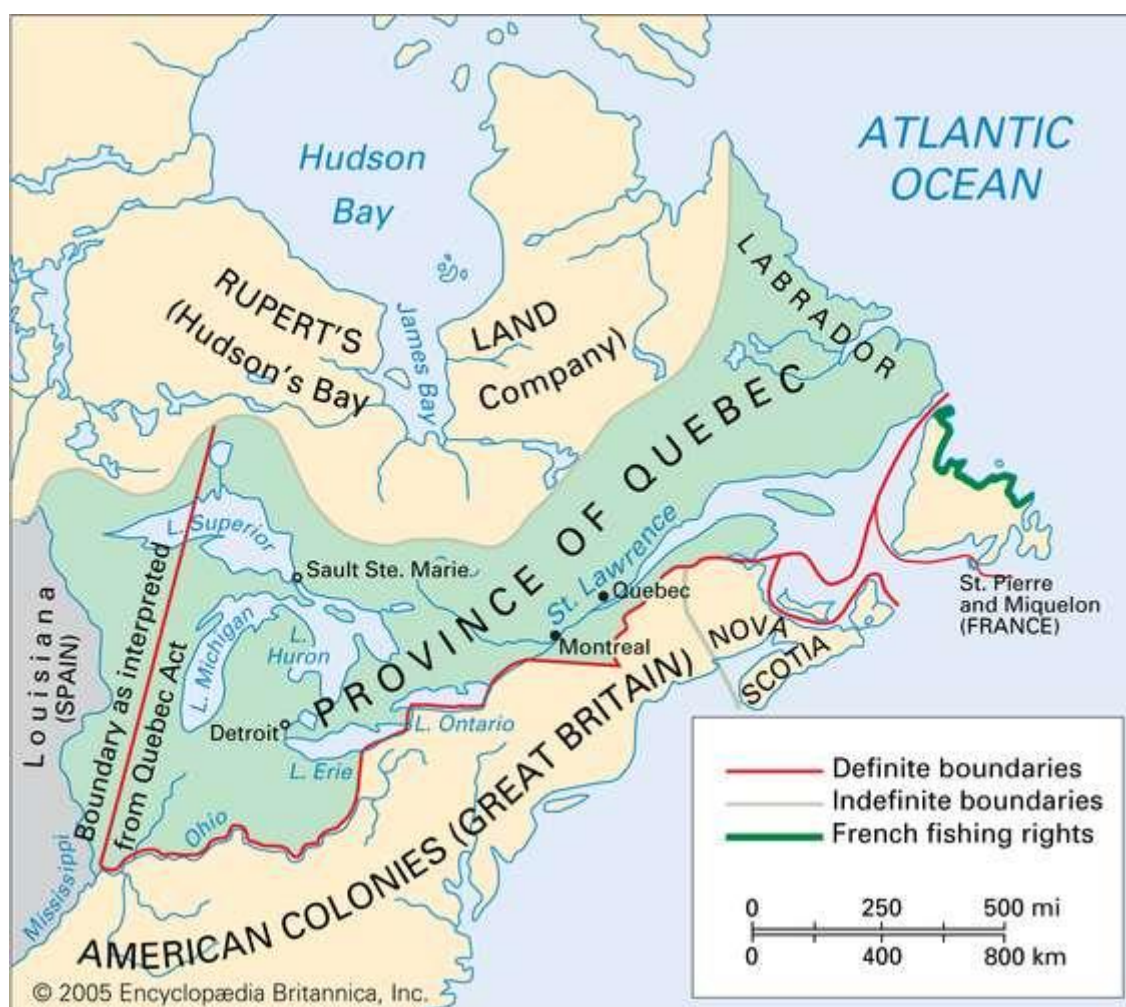 Hudson
Bay
ATLANTIC
OCEAN
RUPERT'S
(Hudson's Bay
James Bay
LAND
Company)
LABRADOR
PROVINCE OF QUEBEC
L. Superior
Sault Ste. Marie
St. Lawrence
Quebec
Montreal
L. Michigan
L.
Huron
Detroit
L. Ontario
L. Erie
NOVA
SCOTIA
St. Pierre
and Miquelon
(FRANCE)
Louisiana
(SPAIN)
Boundary as interpreted
from Quebec Act
Ohio
Mississippi
AMERICAN COLONIES (GREAT BRITAIN)
Definite boundaries
Indefinite boundaries
French fishing rights
0 250 500 mi
0 400 800 km
© 2005 Encyclopædia Britannica, Inc.